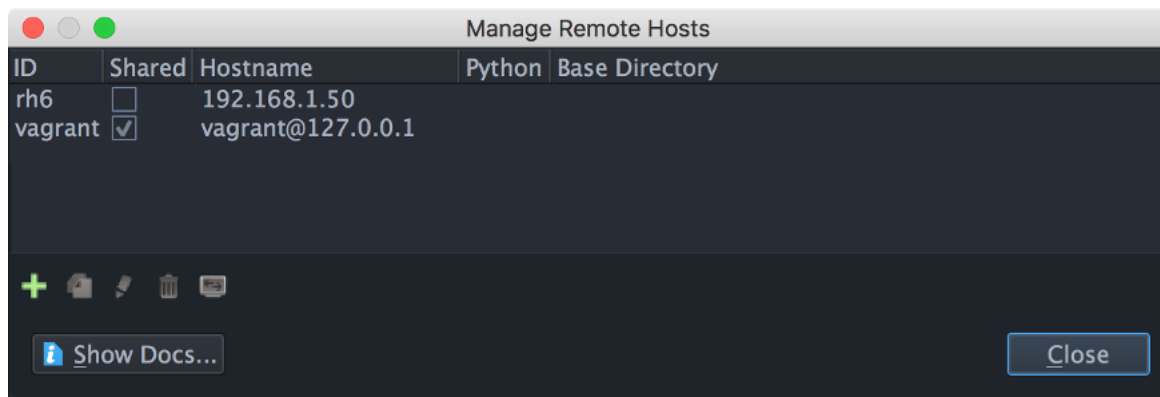 Manage Remote Hosts
ID Shared Hostname Python Base Directory
rh6 192.168.1.50
vagrant vagrant@127.0.0.1
Show Docs...
Close